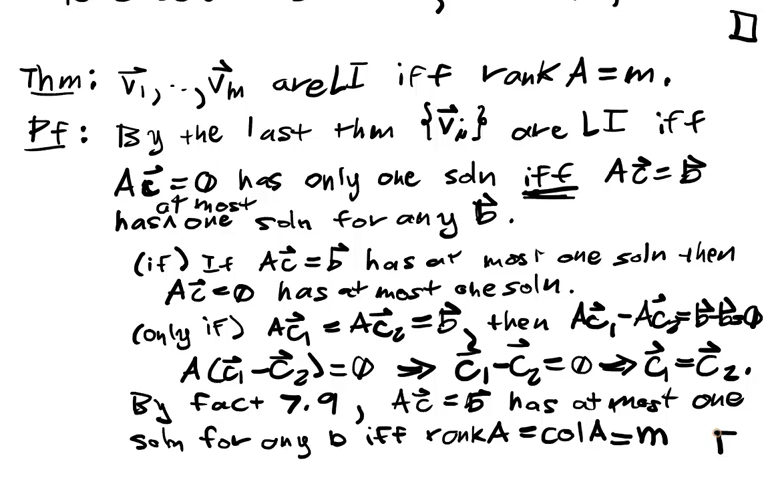 Thm: v⃗₁, .., v⃗ₘ are LI iff rank A = m.
Pf: By the last thm {v⃗ᵢ} are LI iff
Ac⃗ = 0 has only one soln iff Ac⃗ = b⃗
has at most one soln for any b⃗.
(if) If Ac⃗ = b⃗ has at most one soln then
Ac⃗ = 0 has at most one soln.
(only if) Ac⃗₁ = Ac⃗₂ = b⃗, then Ac⃗₁ - Ac⃗₂ = b⃗-b⃗=0
A(c⃗₁ - c⃗₂) = 0 ⇒ c⃗₁ - c⃗₂ = 0 ⇒ c⃗₁ = c⃗₂.
By fact 7.9, Ac⃗ = b⃗ has at most one
soln for any b iff rank A = col A = m